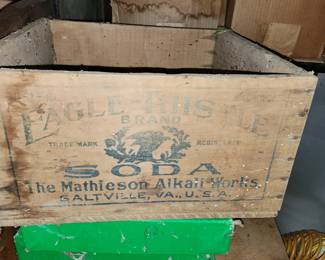 EAGLE-THISTLE
BRAND
TRADE MARK
SODA
The Mathieson Alkali Works.
SALTVILLE, VA., U.S.A.